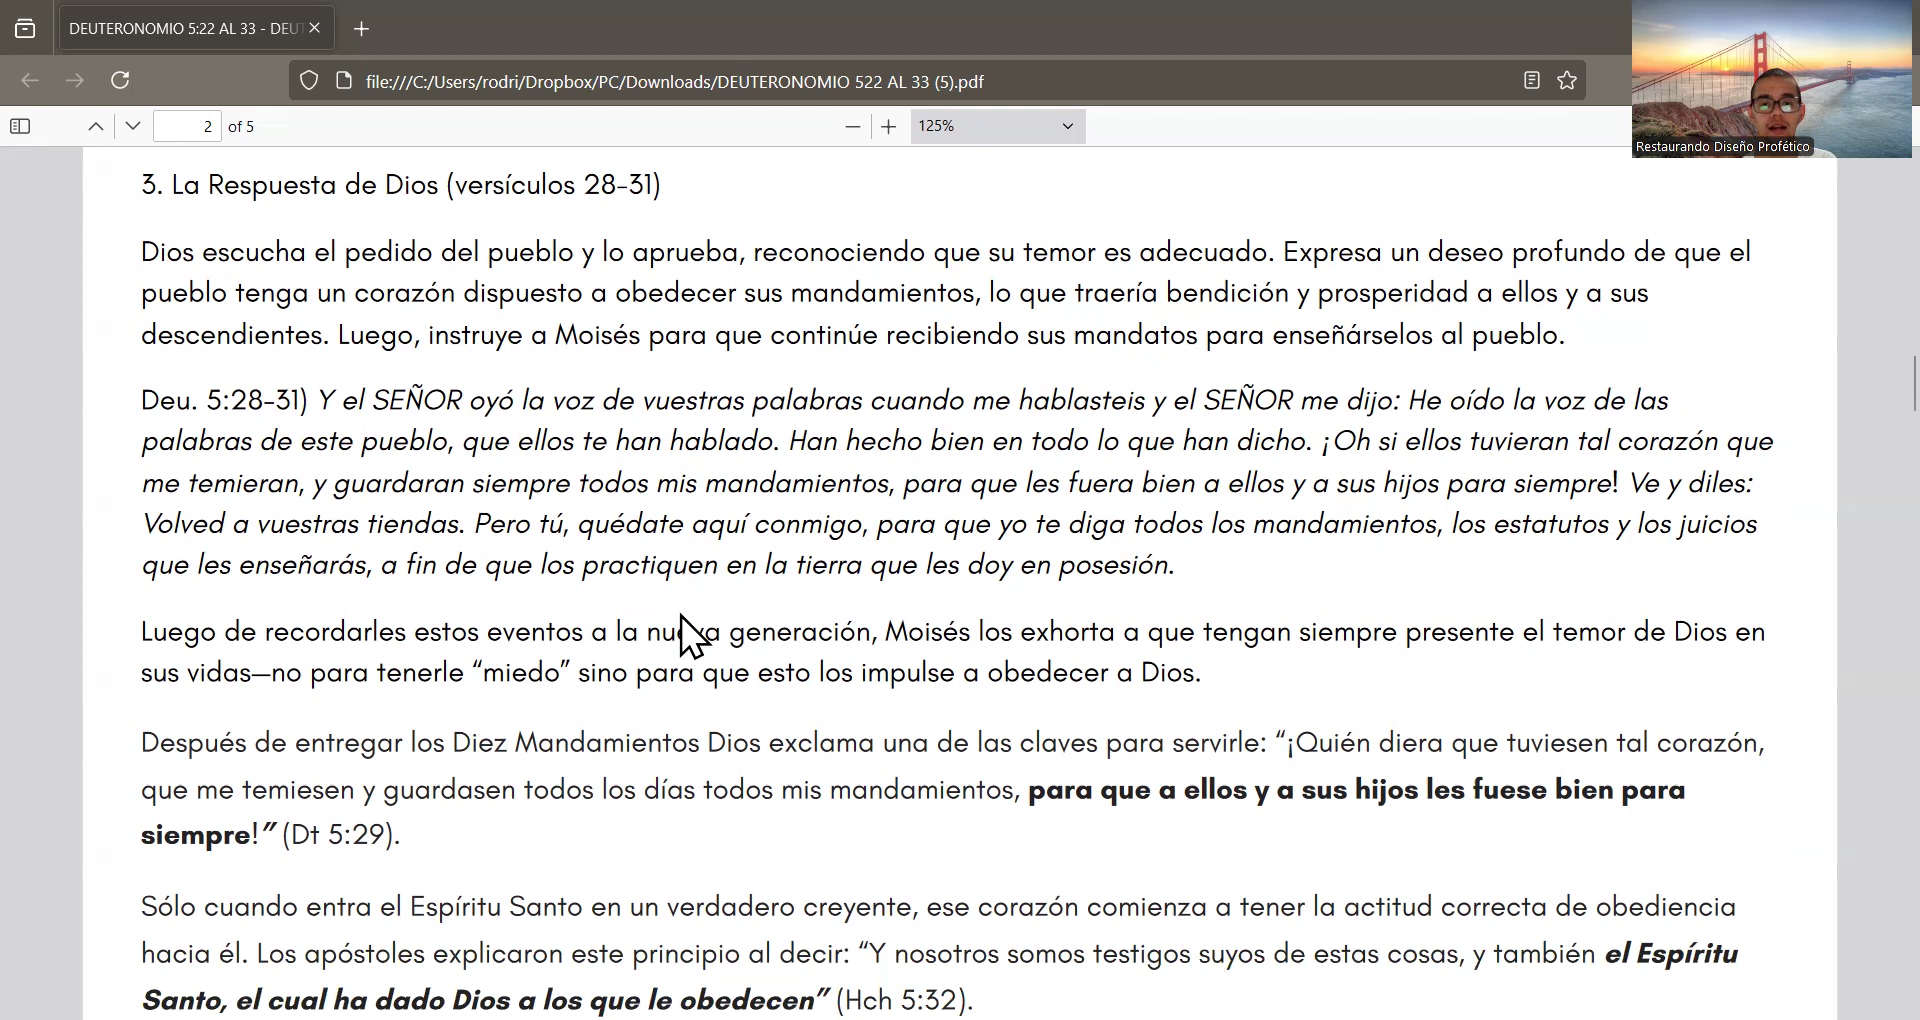 DEUTERONOMIO 5:22 AL 33 - DEUT
file:///C:/Users/rodri/Dropbox/PC/Downloads/DEUTERONOMIO 522 AL 33 (5).pdf
2 of 5
125%
Restaurando Diseño Profético
3. La Respuesta de Dios (versículos 28-31)
Dios escucha el pedido del pueblo y lo aprueba, reconociendo que su temor es adecuado. Expresa un deseo profundo de que el
pueblo tenga un corazón dispuesto a obedecer sus mandamientos, lo que traería bendición y prosperidad a ellos y a sus
descendientes. Luego, instruye a Moisés para que continúe recibiendo sus mandatos para enseñárselos al pueblo.
Deu. 5:28-31) Y el SEÑOR oyó la voz de vuestras palabras cuando me hablasteis y el SEÑOR me dijo: He oído la voz de las
palabras de este pueblo, que ellos te han hablado. Han hecho bien en todo lo que han dicho. ¡Oh si ellos tuvieran tal corazón que
me temieran, y guardaran siempre todos mis mandamientos, para que les fuera bien a ellos y a sus hijos para siempre! Ve y diles:
Volved a vuestras tiendas. Pero tú, quédate aquí conmigo, para que yo te diga todos los mandamientos, los estatutos y los juicios
que les enseñarás, a fin de que los practiquen en la tierra que les doy en posesión.
Luego de recordarles estos eventos a la nueva generación, Moisés los exhorta a que tengan siempre presente el temor de Dios en
sus vidas—no para tenerle “miedo” sino para que esto los impulse a obedecer a Dios.
Después de entregar los Diez Mandamientos Dios exclama una de las claves para servirle: “¡Quién diera que tuviesen tal corazón,
que me temiesen y guardasen todos los días todos mis mandamientos, para que a ellos y a sus hijos les fuese bien para
siempre!” (Dt 5:29).
Sólo cuando entra el Espíritu Santo en un verdadero creyente, ese corazón comienza a tener la actitud correcta de obediencia
hacia él. Los apóstoles explicaron este principio al decir: “Y nosotros somos testigos suyos de estas cosas, y también el Espíritu
Santo, el cual ha dado Dios a los que le obedecen” (Hch 5:32).